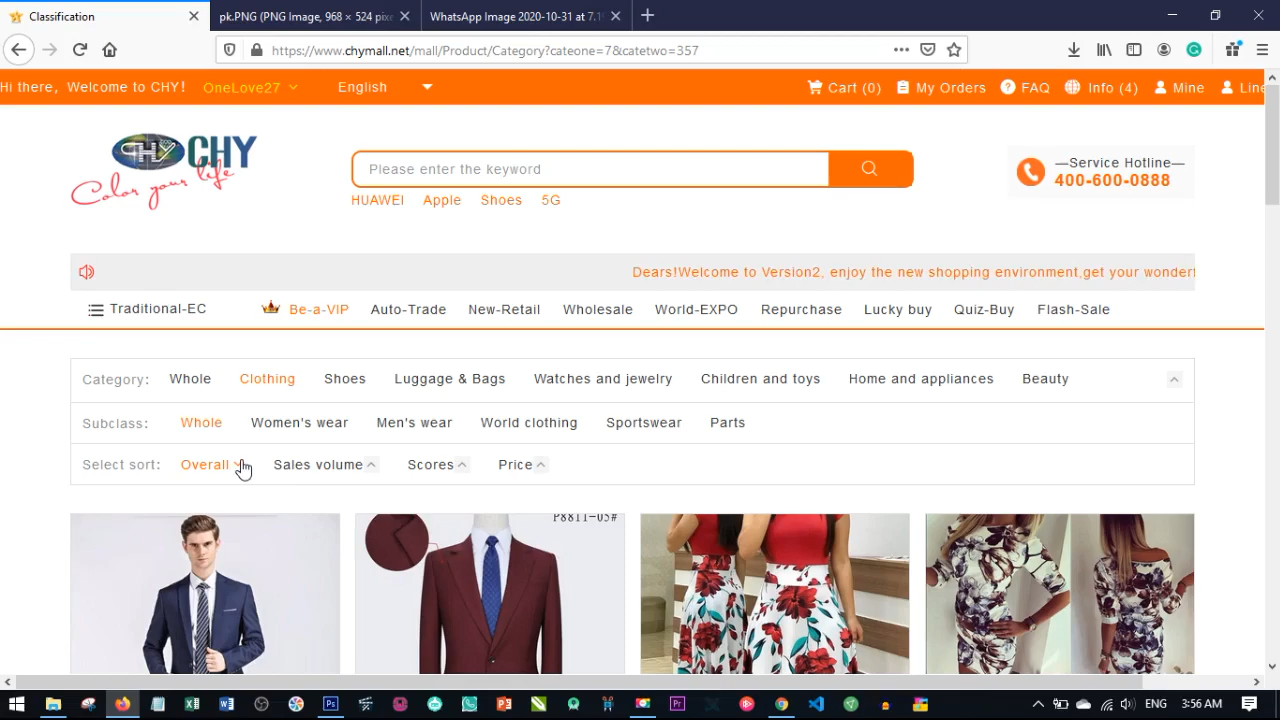 Classification
pk.PNG (PNG Image, 968 × 524 pixe
WhatsApp Image 2020-10-31 at 7.1
https://www.chymall.net/mall/Product/Category?cateone=7&catetwo=357
Hi there, Welcome to CHY!
OneLove27
English
Cart (0)
My Orders
FAQ
Info (4)
Mine
Line
CHY CHY
Color your life
Please enter the keyword
HUAWEI Apple Shoes 5G
—Service Hotline—
400-600-0888
Dears!Welcome to Version2, enjoy the new shopping environment,get your wonder
Traditional-EC Be-a-VIP Auto-Trade New-Retail Wholesale World-EXPO Repurchase Lucky buy Quiz-Buy Flash-Sale
Category: Whole Clothing Shoes Luggage & Bags Watches and jewelry Children and toys Home and appliances Beauty
Subclass: Whole Women's wear Men's wear World clothing Sportswear Parts
Select sort: Overall Sales volume Scores Price
P8811-05#
ENG 3:56 AM